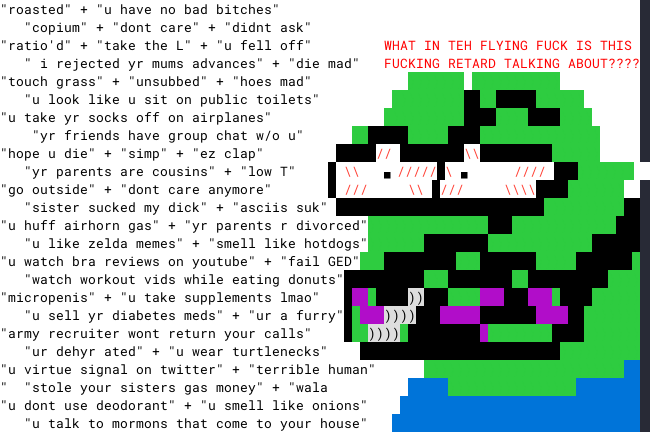 "roasted" + "u have no bad bitches"
"copium" + "dont care" + "didnt ask"
"ratio'd" + "take the L" + "u fell off"
WHAT IN TEH FLYING FUCK IS THIS
" i rejected yr mums advances" + "die mad"
FUCKING RETARD TALKING ABOUT????
"touch grass" + "unsubbed" + "hoes mad"
"u look like u sit on public toilets"
"u take yr socks off on airplanes"
"yr friends have group chat w/o u"
"hope u die" + "simp" + "ez clap"
"yr parents are cousins" + "low T"
"go outside" + "dont care anymore"
"sister sucked my dick" + "asciis suk"
"u huff airhorn gas" + "yr parents r divorced"
"u like zelda memes" + "smell like hotdogs"
"u watch bra reviews on youtube" + "fail GED"
"watch workout vids while eating donuts"
"micropenis" + "u take supplements lmao"
"u sell yr diabetes meds" + "ur a furry"
"army recruiter wont return your calls"
"ur dehyr ated" + "u wear turtlenecks"
"u virtue signal on twitter" + "terrible human"
"  "stole your sisters gas money" + "wala
"u dont use deodorant" + "u smell like onions"
"u talk to mormons that come to your house"